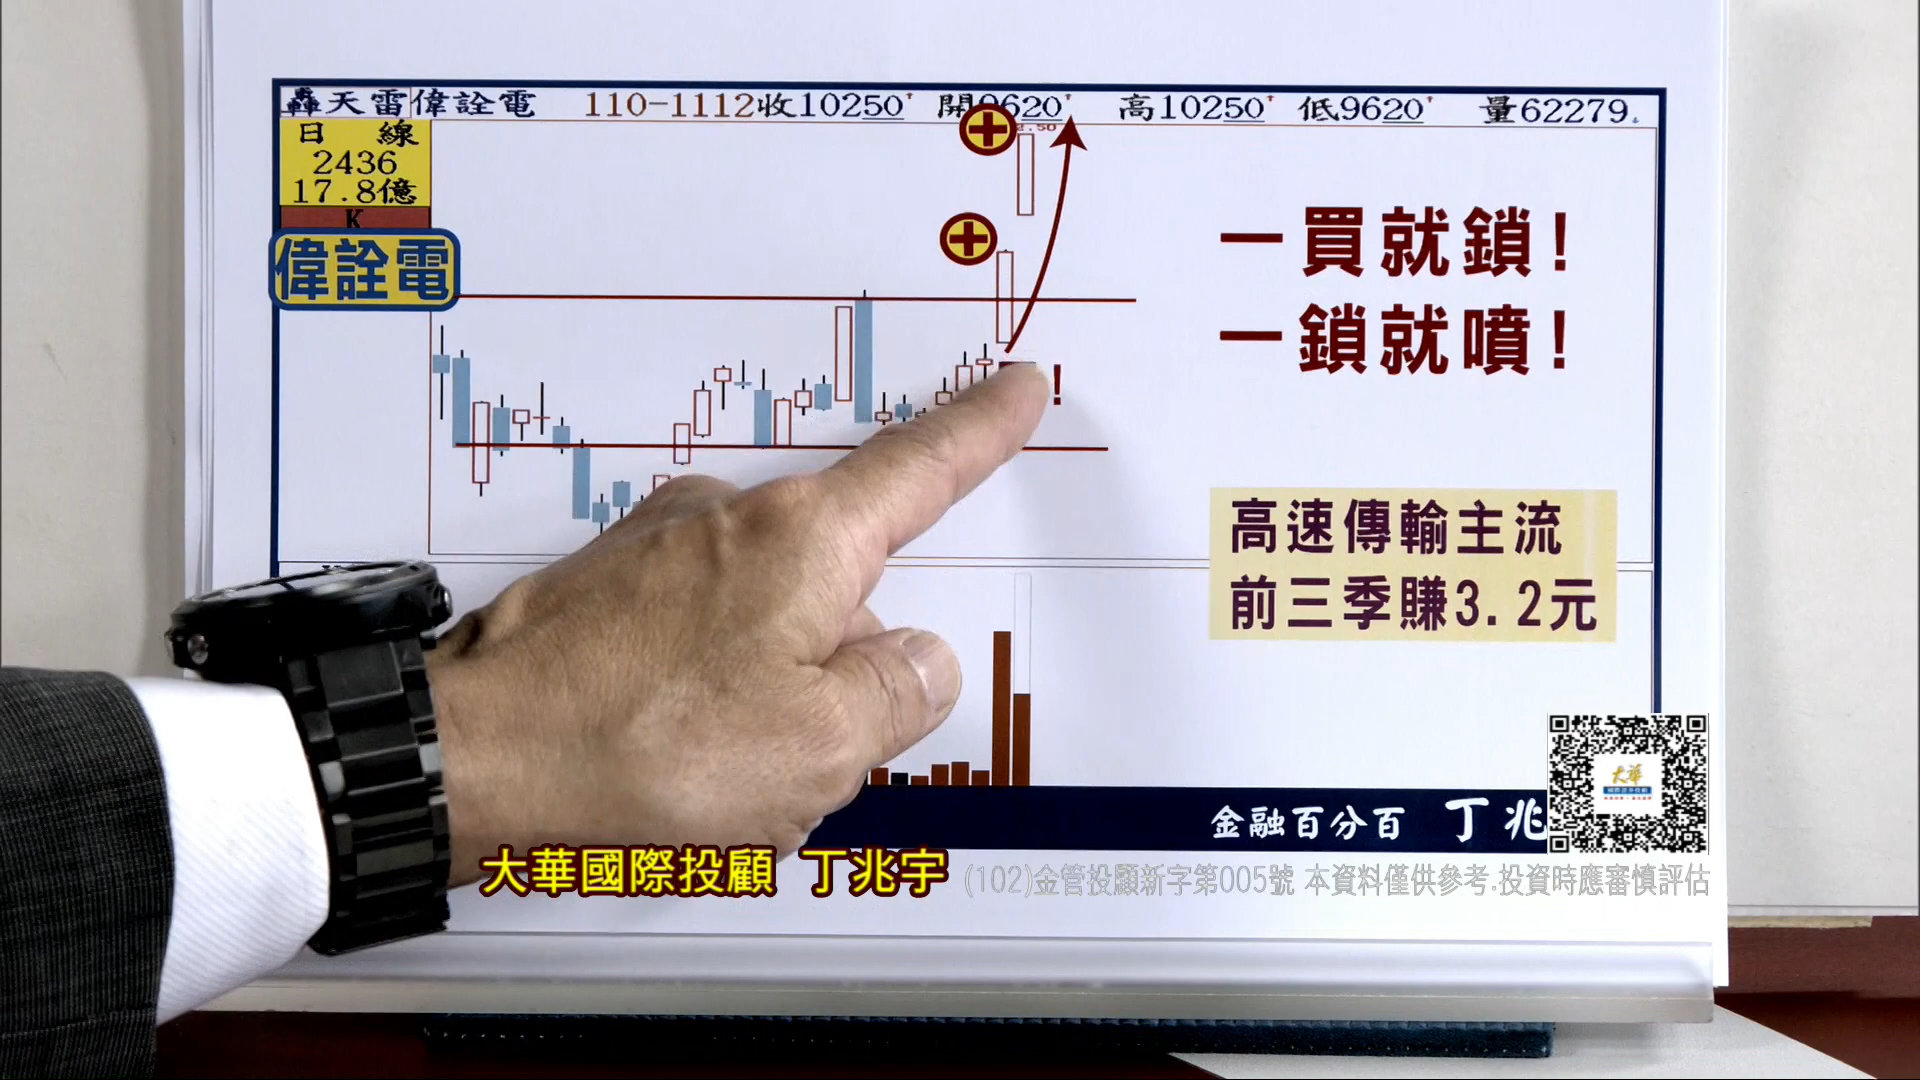 轟天雷偉詮電 110-1112收10250↑ 開9620↑ 高10250↑ 低9620↑ 量62279
日 線
2436
17.8億
K
偉詮電
一買就鎖!
一鎖就噴!
!
高速傳輸主流
前三季賺3.2元
大華
金融百分百 丁兆
大華國際投顧 丁兆宇 (102)金管投顧新字第005號 本資料僅供參考.投資時應審慎評估